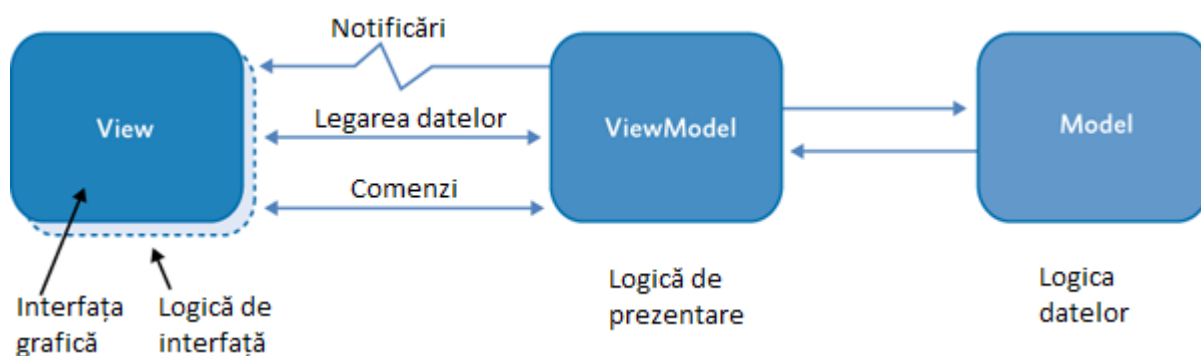 Notificări
View
Legarea datelor
ViewModel
Model
Comenzi
Interfața
grafică
Logică de
interfață
Logică de
prezentare
Logica
datelor